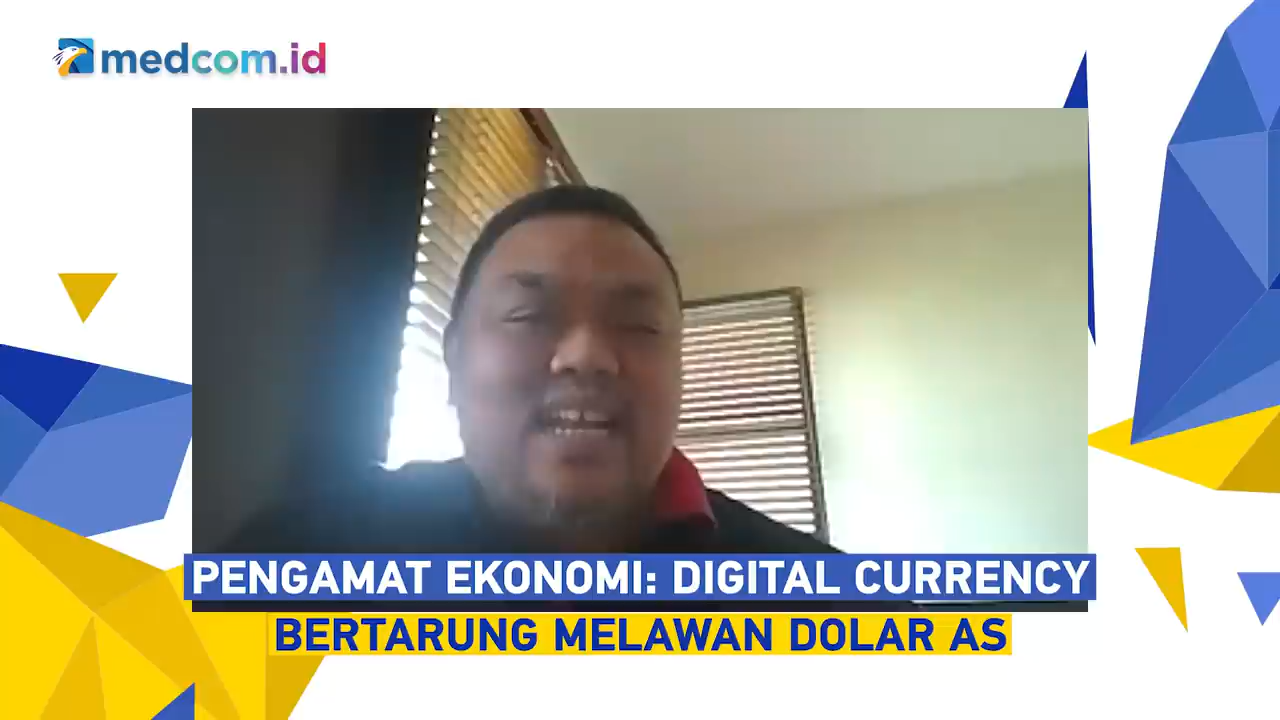 medcom.id
PENGAMAT EKONOMI: DIGITAL CURRENCY
BERTARUNG MELAWAN DOLAR AS